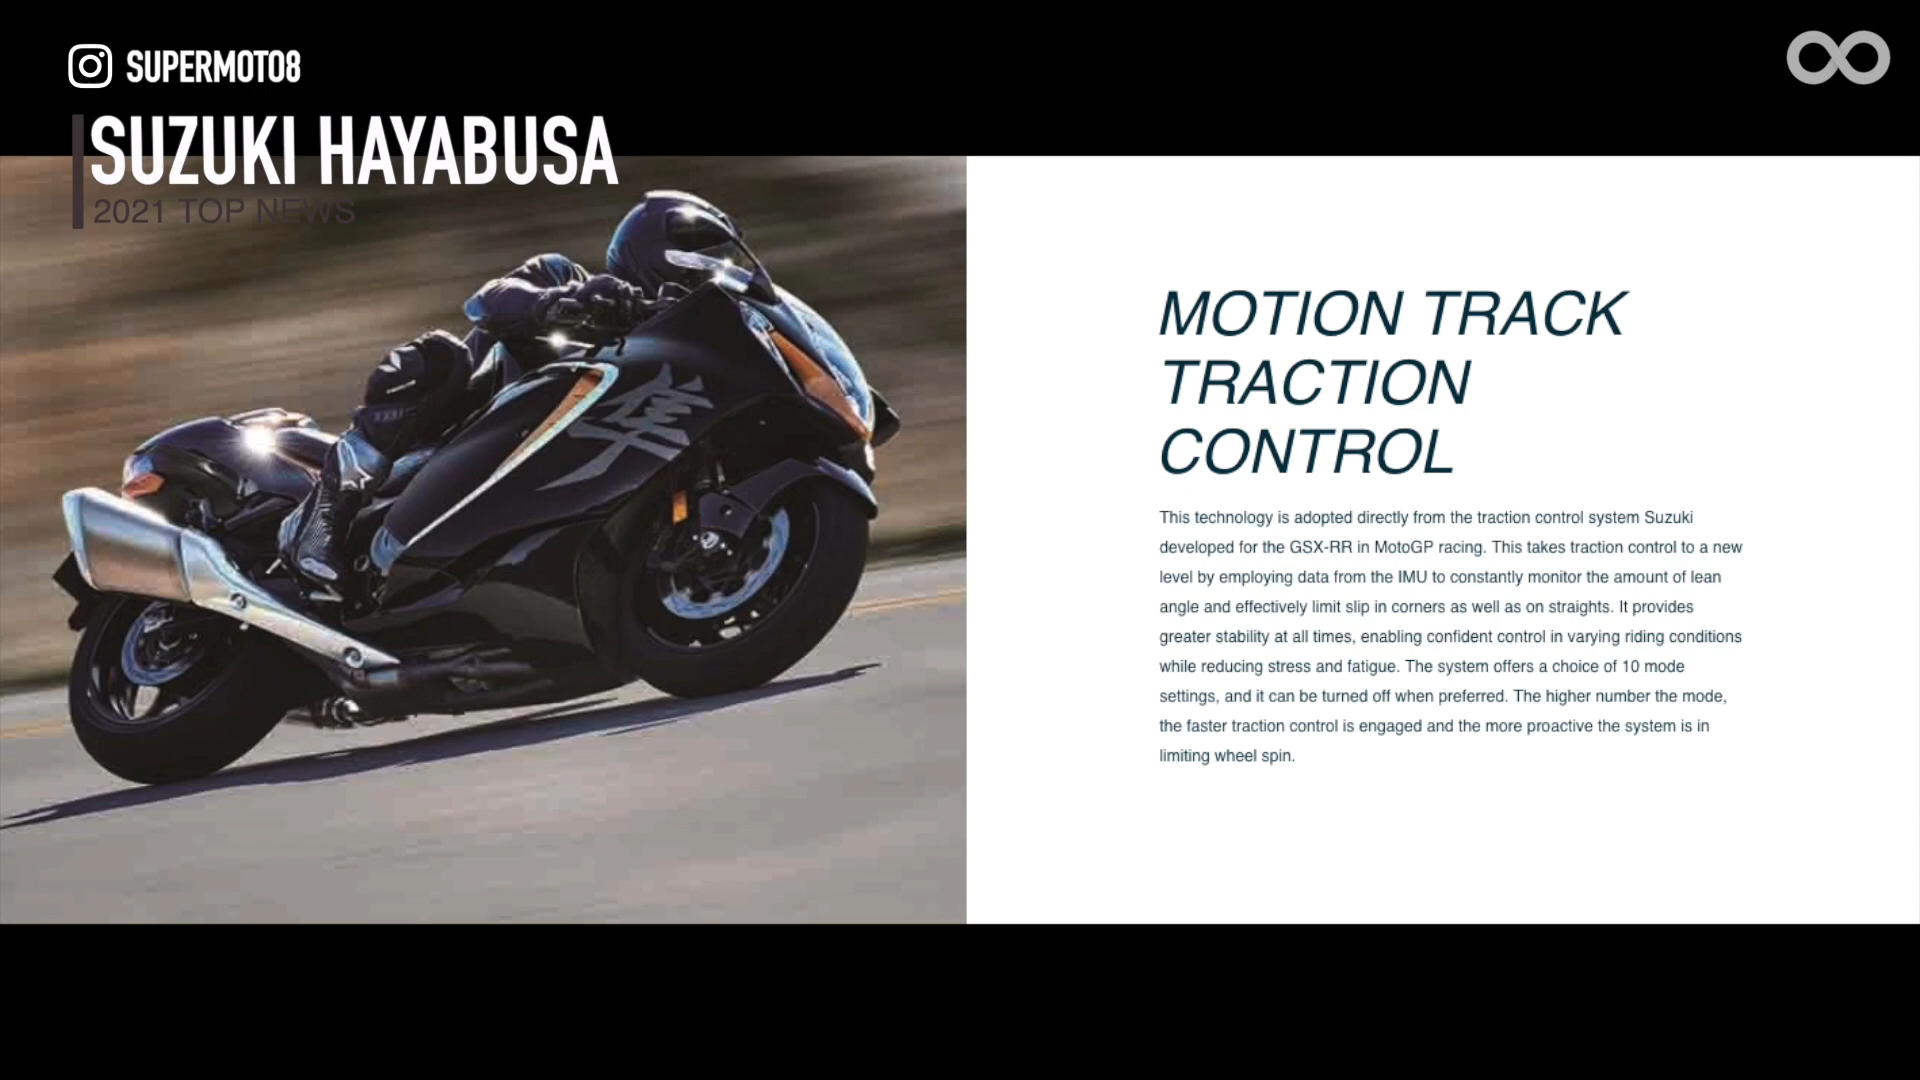 SUPERMOTO8
SUZUKI HAYABUSA
2021 TOP NEWS
隼
MOTION TRACK
TRACTION
CONTROL
This technology is adopted directly from the traction control system Suzuki
developed for the GSX-RR in MotoGP racing. This takes traction control to a new
level by employing data from the IMU to constantly monitor the amount of lean
angle and effectively limit slip in corners as well as on straights. It provides
greater stability at all times, enabling confident control in varying riding conditions
while reducing stress and fatigue. The system offers a choice of 10 mode
settings, and it can be turned off when preferred. The higher number the mode,
the faster traction control is engaged and the more proactive the system is in
limiting wheel spin.